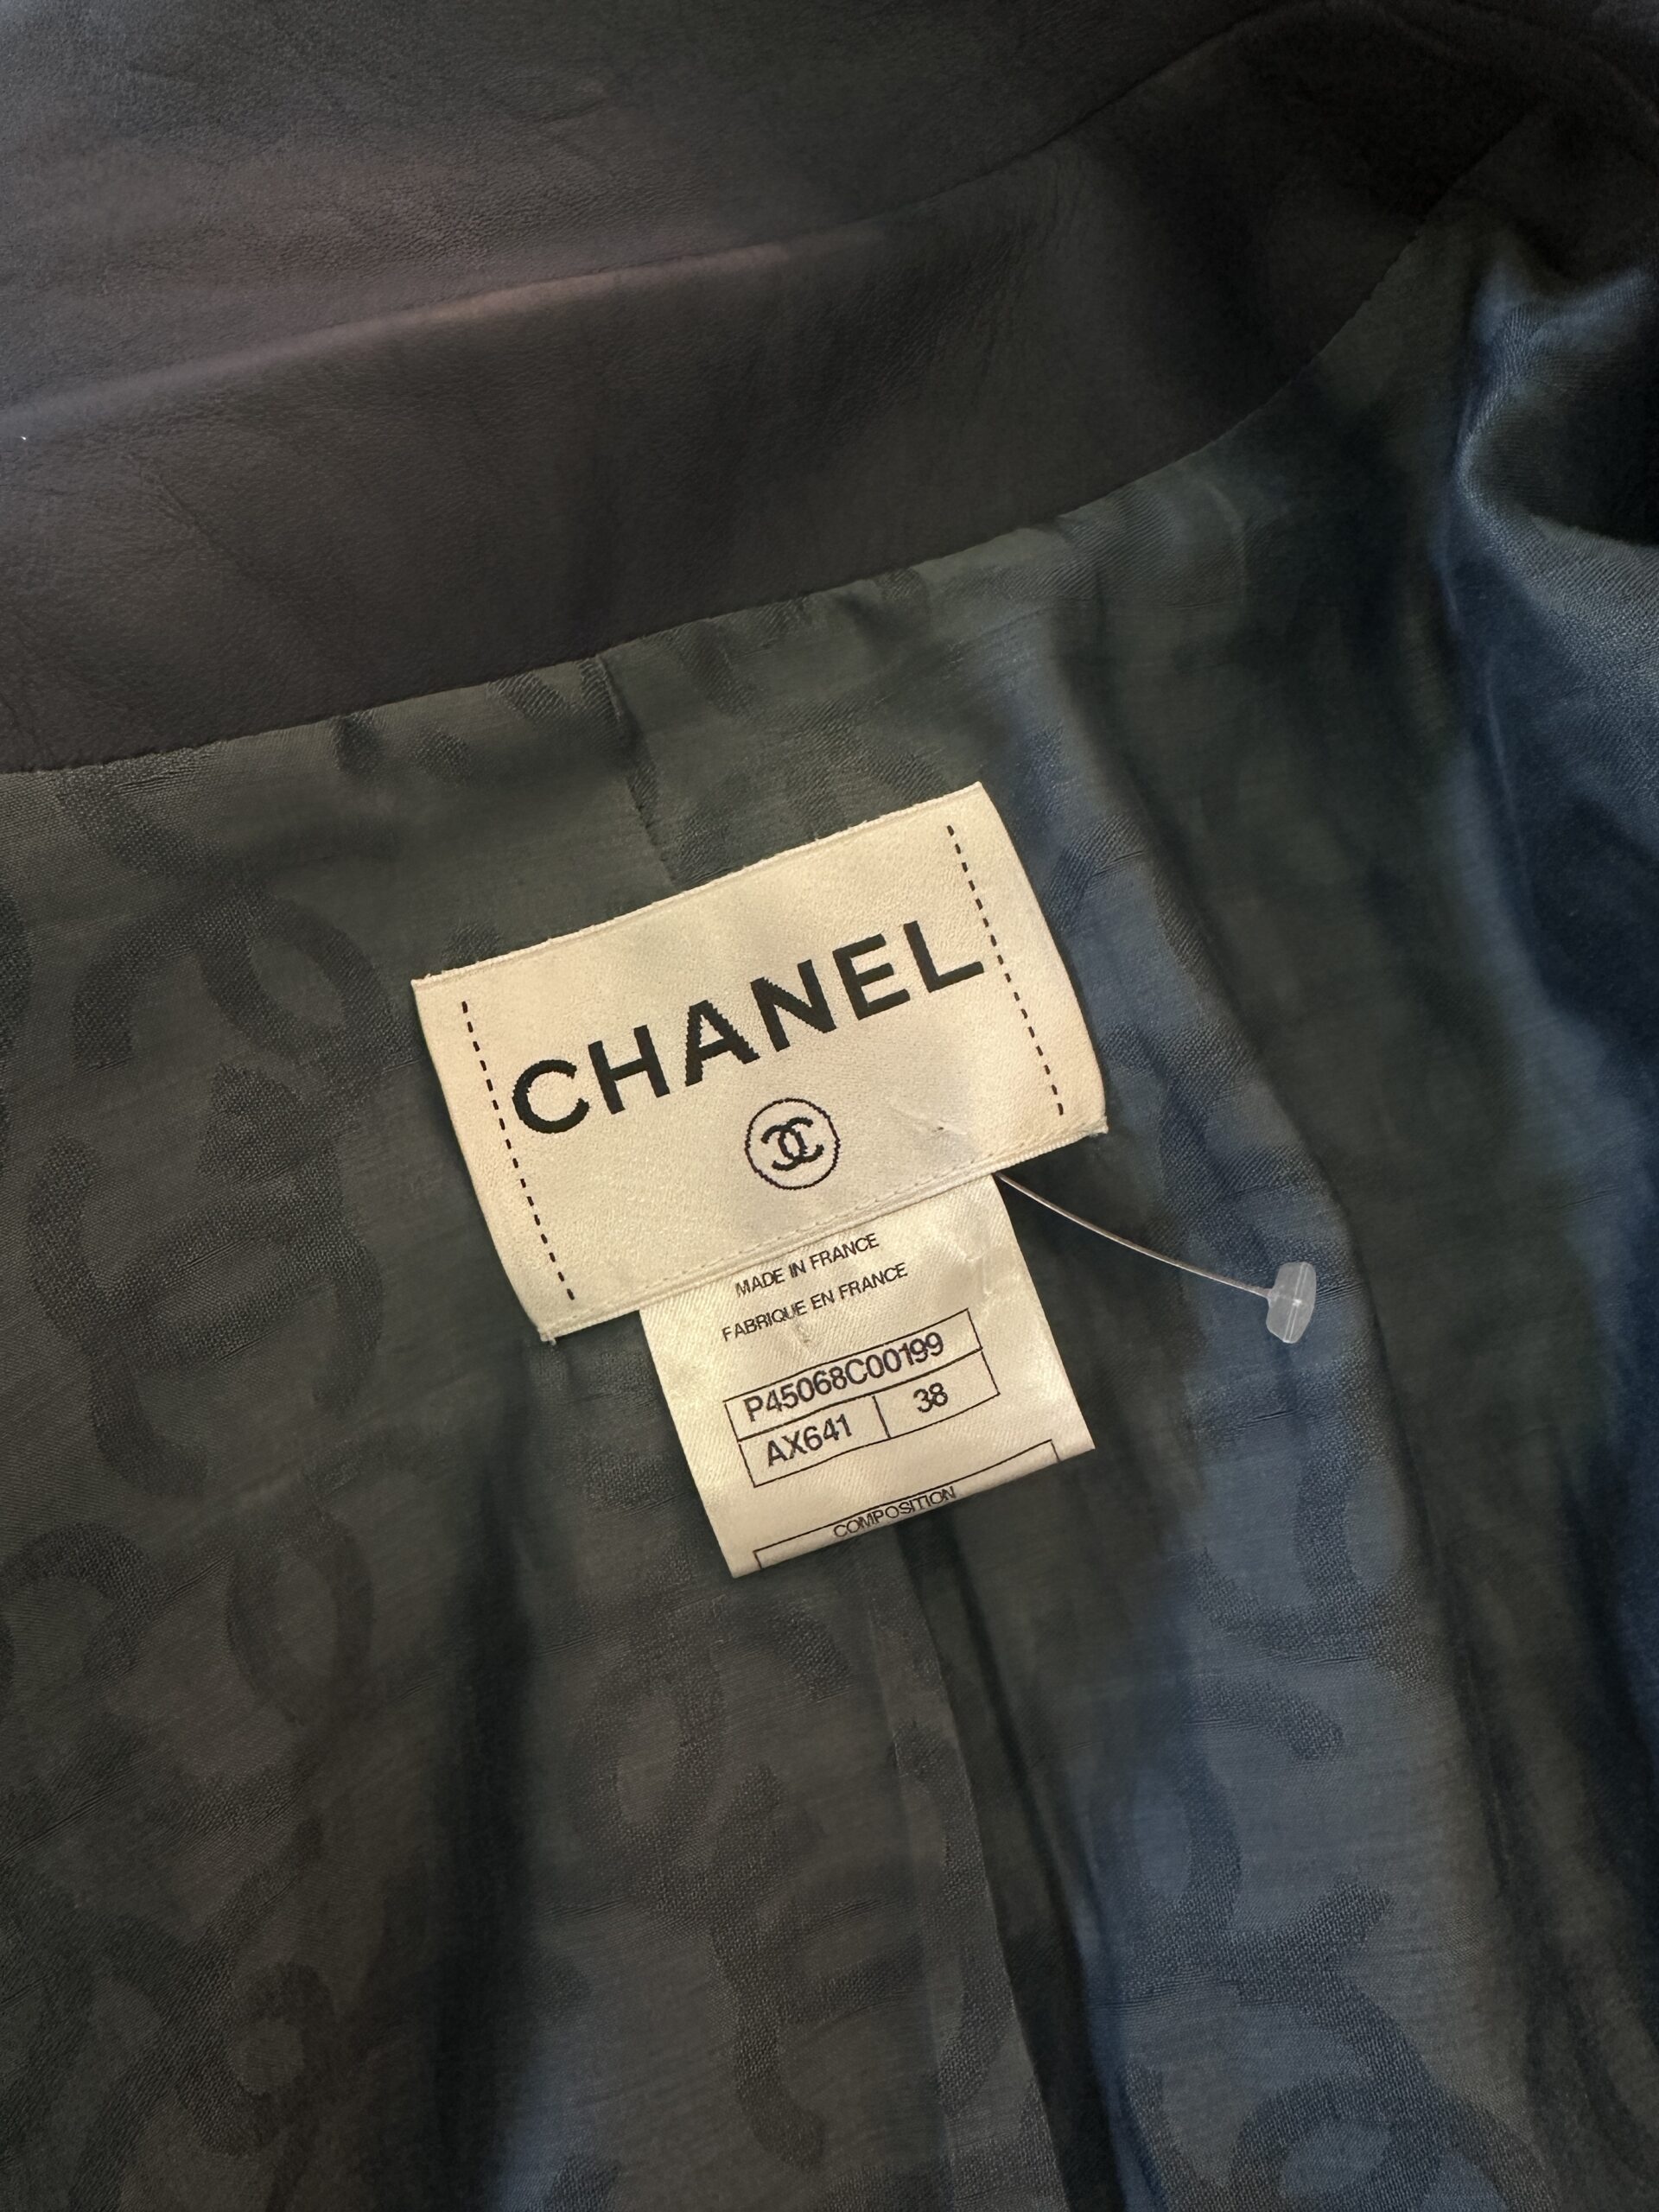 CHANEL
MADE IN FRANCE
FABRIQUE EN FRANCE
P45068C00199
AX641 38
COMPOSITION